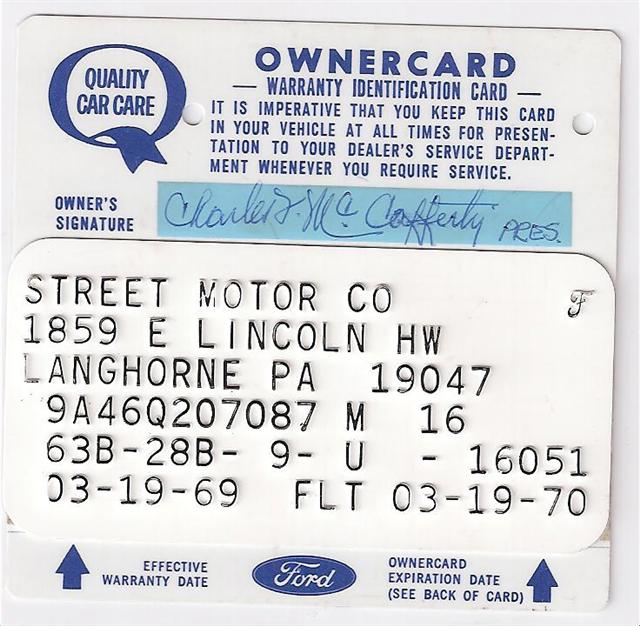 QUALITY
CAR CARE
OWNERCARD
— WARRANTY IDENTIFICATION CARD —
IT IS IMPERATIVE THAT YOU KEEP THIS CARD
IN YOUR VEHICLE AT ALL TIMES FOR PRESEN-
TATION TO YOUR DEALER'S SERVICE DEPART-
MENT WHENEVER YOU REQUIRE SERVICE.
OWNER'S
SIGNATURE
Charles J. McCafferty PRES.
F
STREET MOTOR CO
1859 E LINCOLN HW
LANGHORNE PA 19047
9A46Q207087 M 16
63B-28B- 9- U - 16051
03-19-69 FLT 03-19-70
EFFECTIVE
WARRANTY DATE
Ford
OWNERCARD
EXPIRATION DATE
(SEE BACK OF CARD)